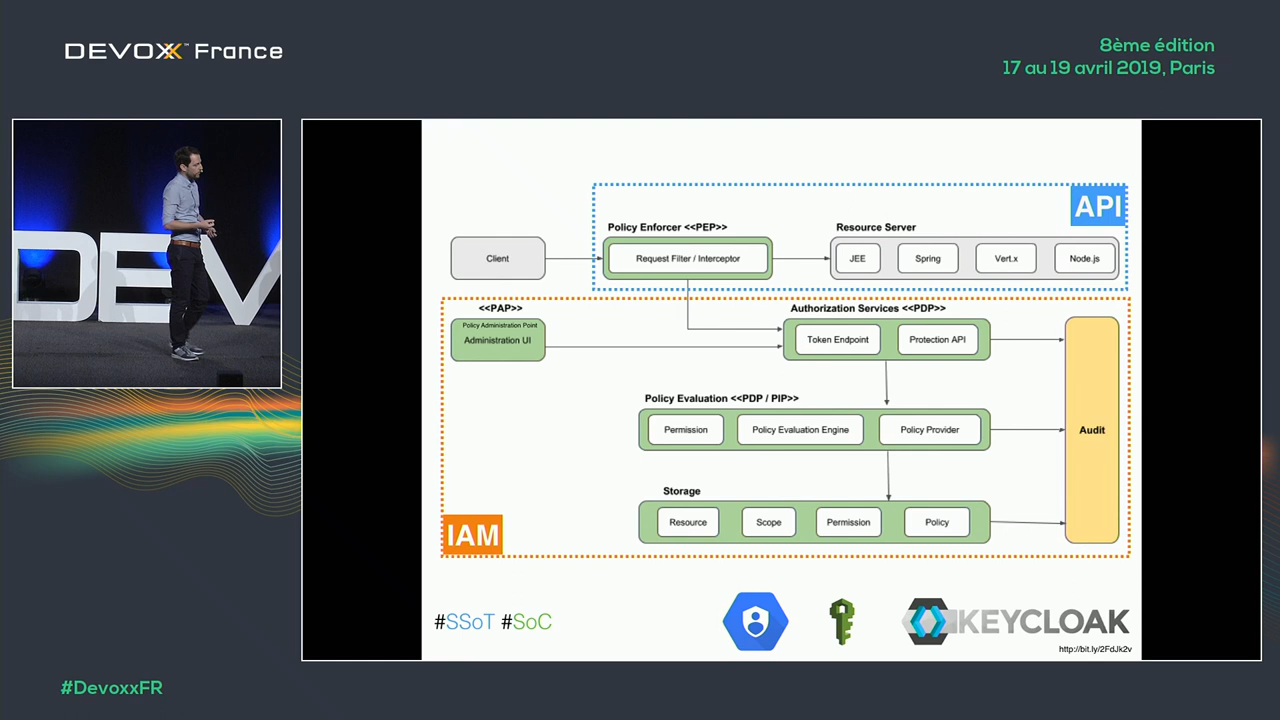 DEVOXX™ France
8ème édition
17 au 19 avril 2019, Paris
DEV
API
Policy Enforcer <<PEP>>
Resource Server
Client
Request Filter / Interceptor
JEE
Spring
Vert.x
Node.js
<<PAP>>
Authorization Services <<PDP>>
Policy Administration Point
Administration UI
Token Endpoint
Protection API
Policy Evaluation <<PDP / PIP>>
Permission
Policy Evaluation Engine
Policy Provider
Audit
Storage
Resource
Scope
Permission
Policy
IAM
#SSoT #SoC
KEYCLOAK
http://bit.ly/2FdJk2v
#DevoxxFR